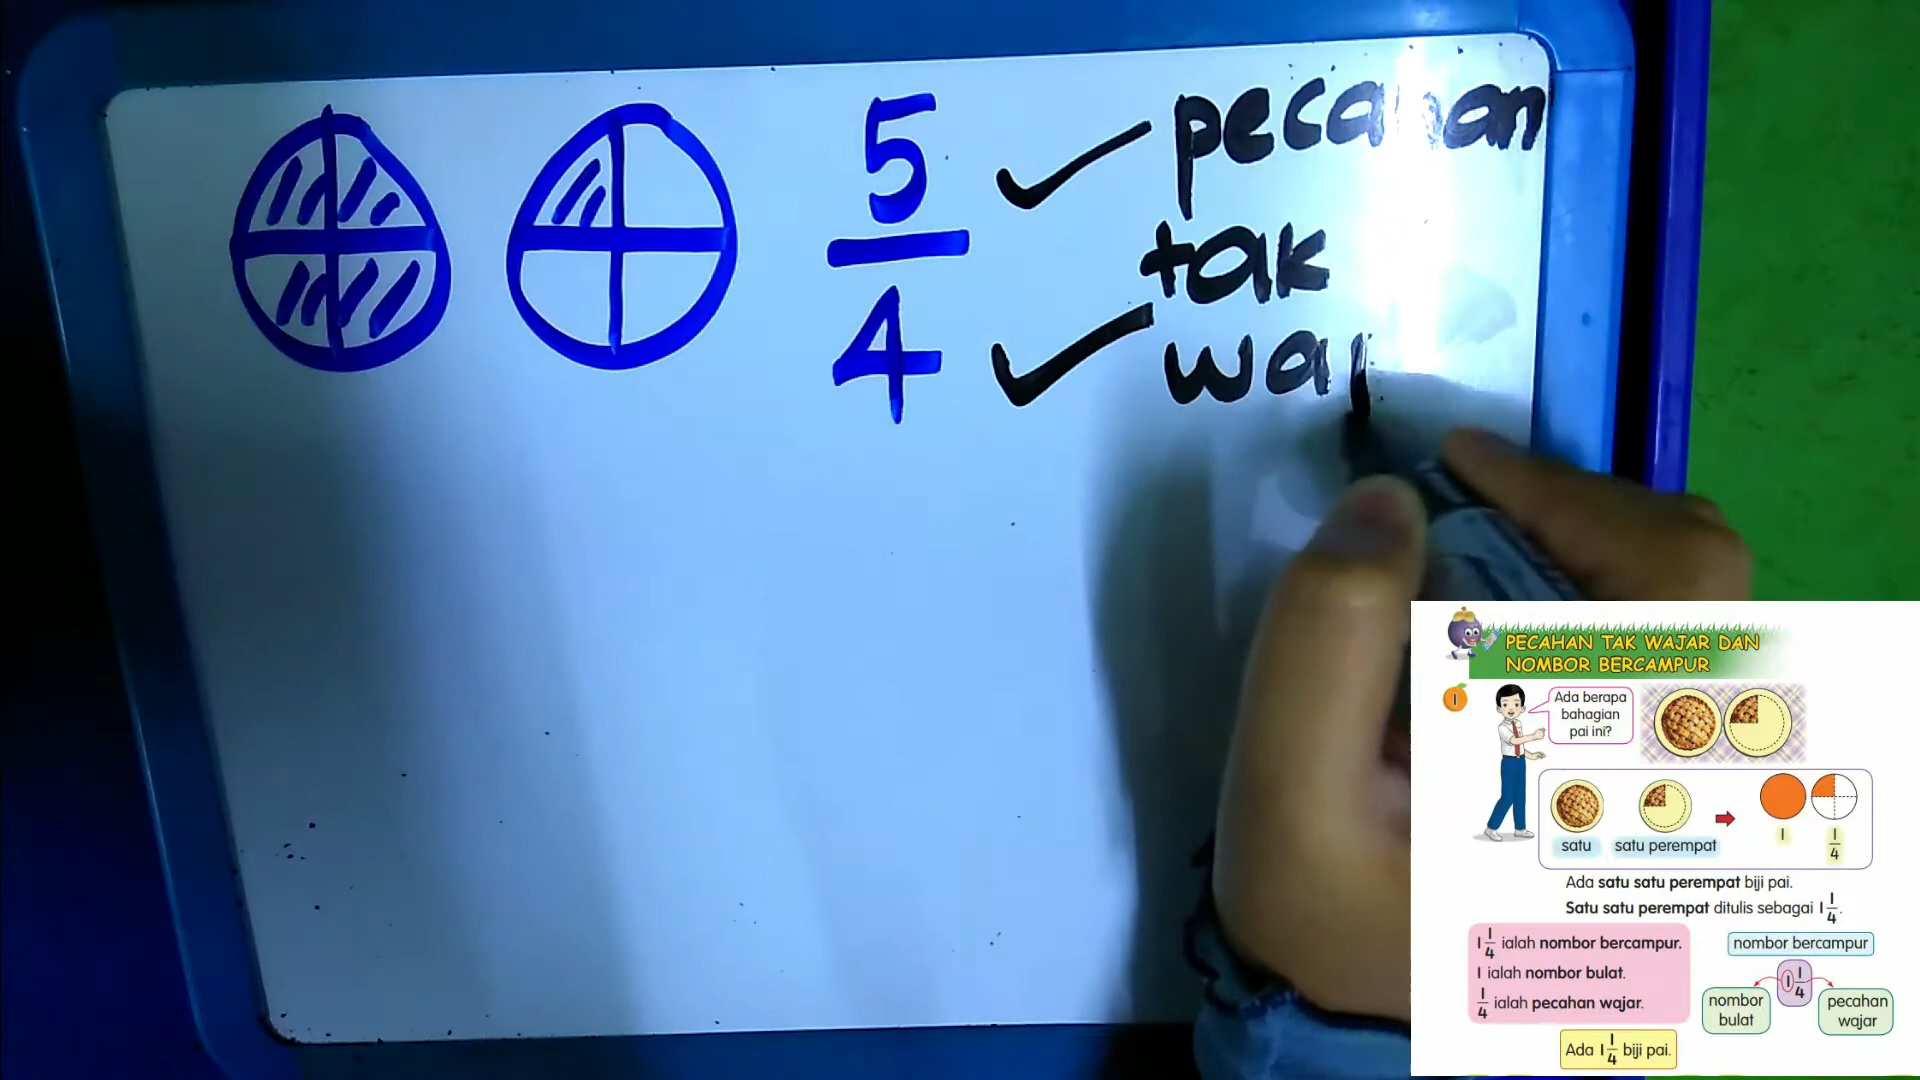 5
4
pecahan
tak
waj
PECAHAN TAK WAJAR DAN
NOMBOR BERCAMPUR
1
Ada berapa
bahagian
pai ini?
satu
satu perempat
1
1
4
Ada satu satu perempat biji pai.
Satu satu perempat ditulis sebagai 1 1/4.
1 1/4 ialah nombor bercampur.
1 ialah nombor bulat.
1/4 ialah pecahan wajar.
nombor bercampur
1 1/4
nombor
bulat
pecahan
wajar
Ada 1 1/4 biji pai.